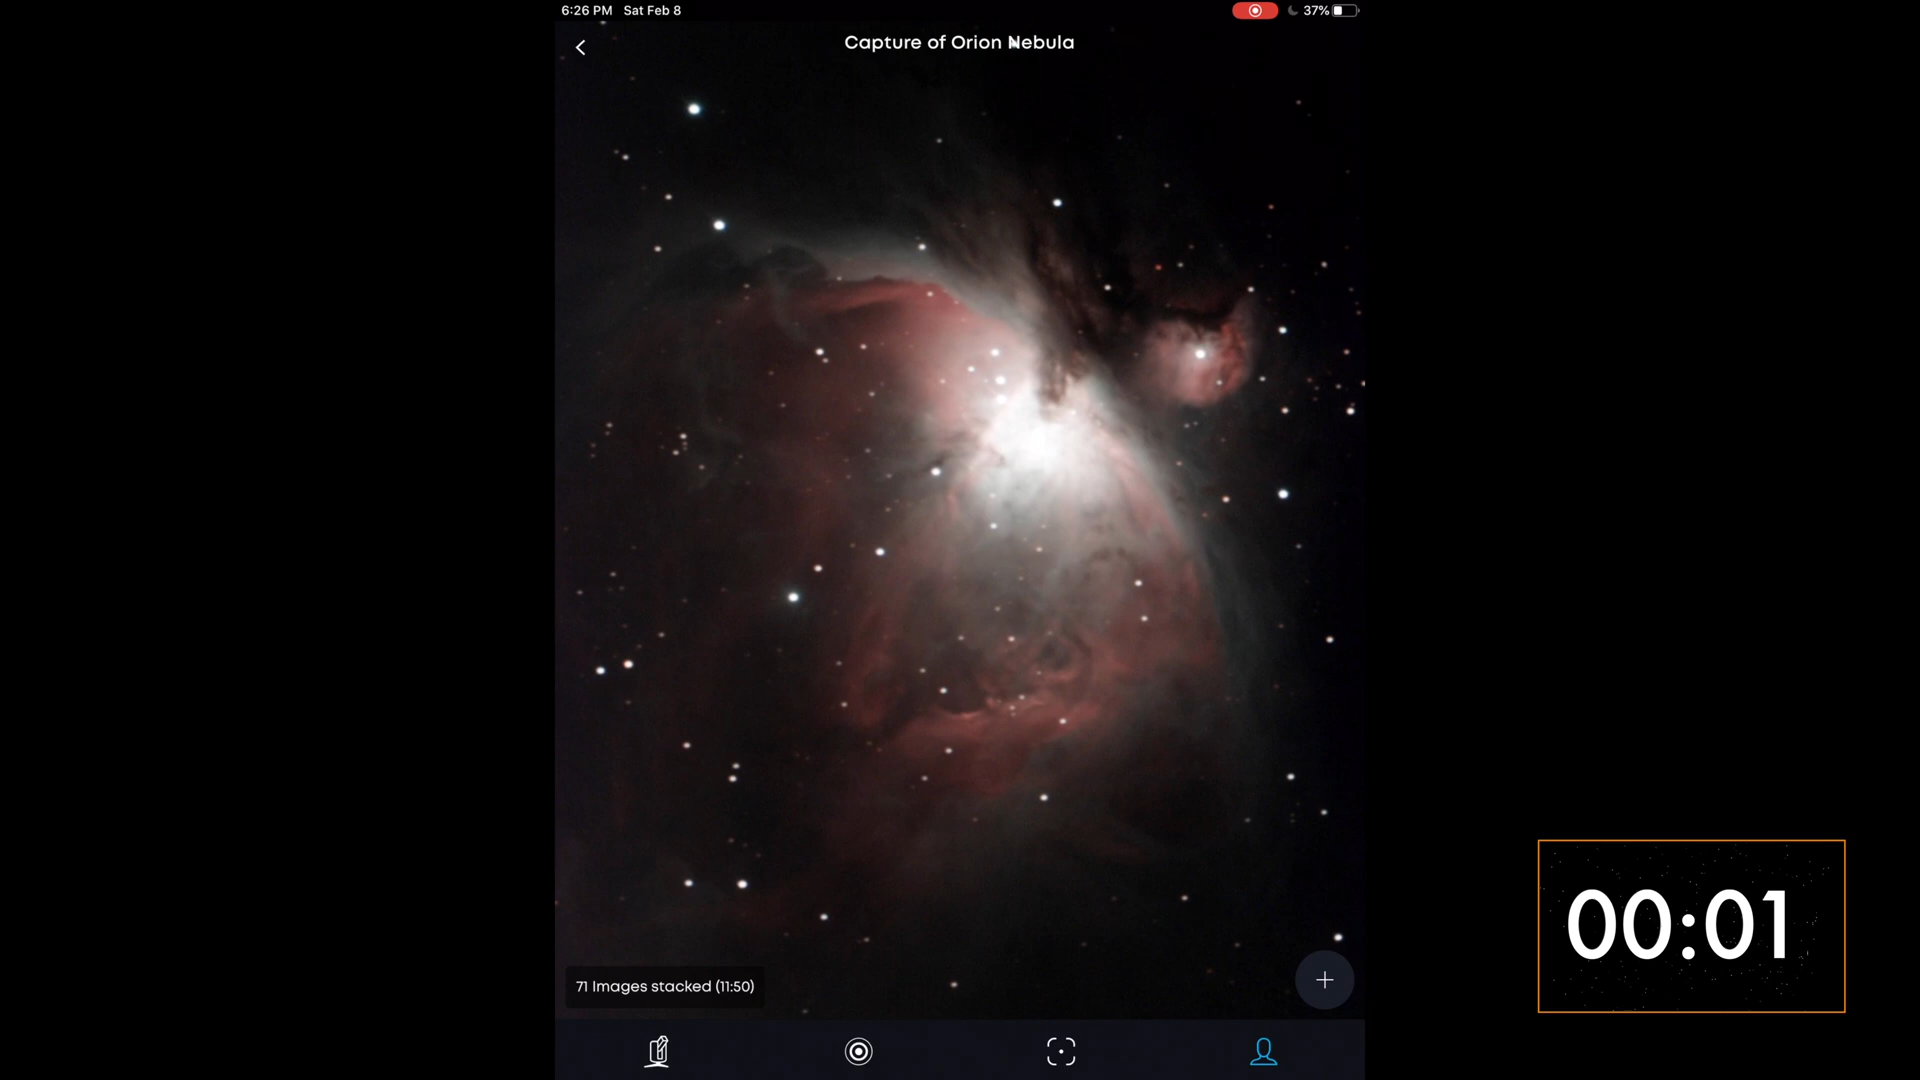 6:26 PM Sat Feb 8
37%
Capture of Orion Nebula
71 Images stacked (11:50)
00:01